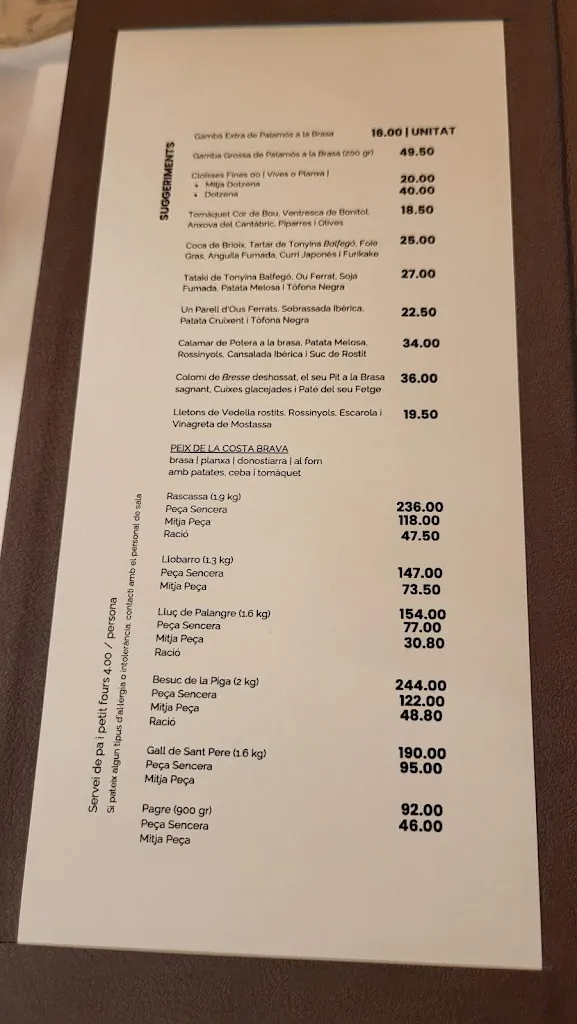 SUGGERIMENTS
Gamba Extra de Palamós a la Brasa 16.00 | UNITAT
Gamba Grossa de Palamós a la Brasa (200 gr) 49.50
Cloïsses Fines 00 | Vives o Planxa |
• Mitja Dotzena 20.00
• Dotzena 40.00
Tomàquet Cor de Bou, Ventresca de Bonítol, 18.50
Anxova del Cantàbric, Piparres i Olives
Coca de Brioix, Tàrtar de Tonyina Balfegó, Foie 25.00
Gras, Anguila Fumada, Curri Japonès i Furikake
Tataki de Tonyina Balfegó, Ou Ferrat, Soja 27.00
Fumada, Patata Melosa i Tòfona Negra
Un Parell d'Ous Ferrats, Sobrassada Ibèrica, 22.50
Patata Cruixent i Tòfona Negra
Calamar de Potera a la brasa, Patata Melosa, 34.00
Rossinyols, Cansalada Ibèrica i Suc de Rostit
Colomí de Bresse deshossat, el seu Pit a la Brasa 36.00
sagnant, Cuixes glacejades i Paté del seu Fetge
Lletons de Vedella rostits, Rossinyols, Escarola i 19.50
Vinagreta de Mostassa
PEIX DE LA COSTA BRAVA
brasa | planxa | donostiarra | al forn
amb patates, ceba i tomàquet
Rascassa (1.9 kg)
Peça Sencera 236.00
Mitja Peça 118.00
Ració 47.50
Llobarro (1.3 kg)
Peça Sencera 147.00
Mitja Peça 73.50
Lluç de Palangre (1.6 kg) 154.00
Peça Sencera 77.00
Mitja Peça 30.80
Ració
Besuc de la Piga (2 kg) 244.00
Peça Sencera 122.00
Mitja Peça 48.80
Ració
Gall de Sant Pere (1.6 kg) 190.00
Peça Sencera 95.00
Mitja Peça
Pagre (900 gr) 92.00
Peça Sencera 46.00
Mitja Peça
Servei de pa i petit fours 4.00 / persona
Si pateix algun tipus d'al·lèrgia o intolerància, contacti amb el personal de sala